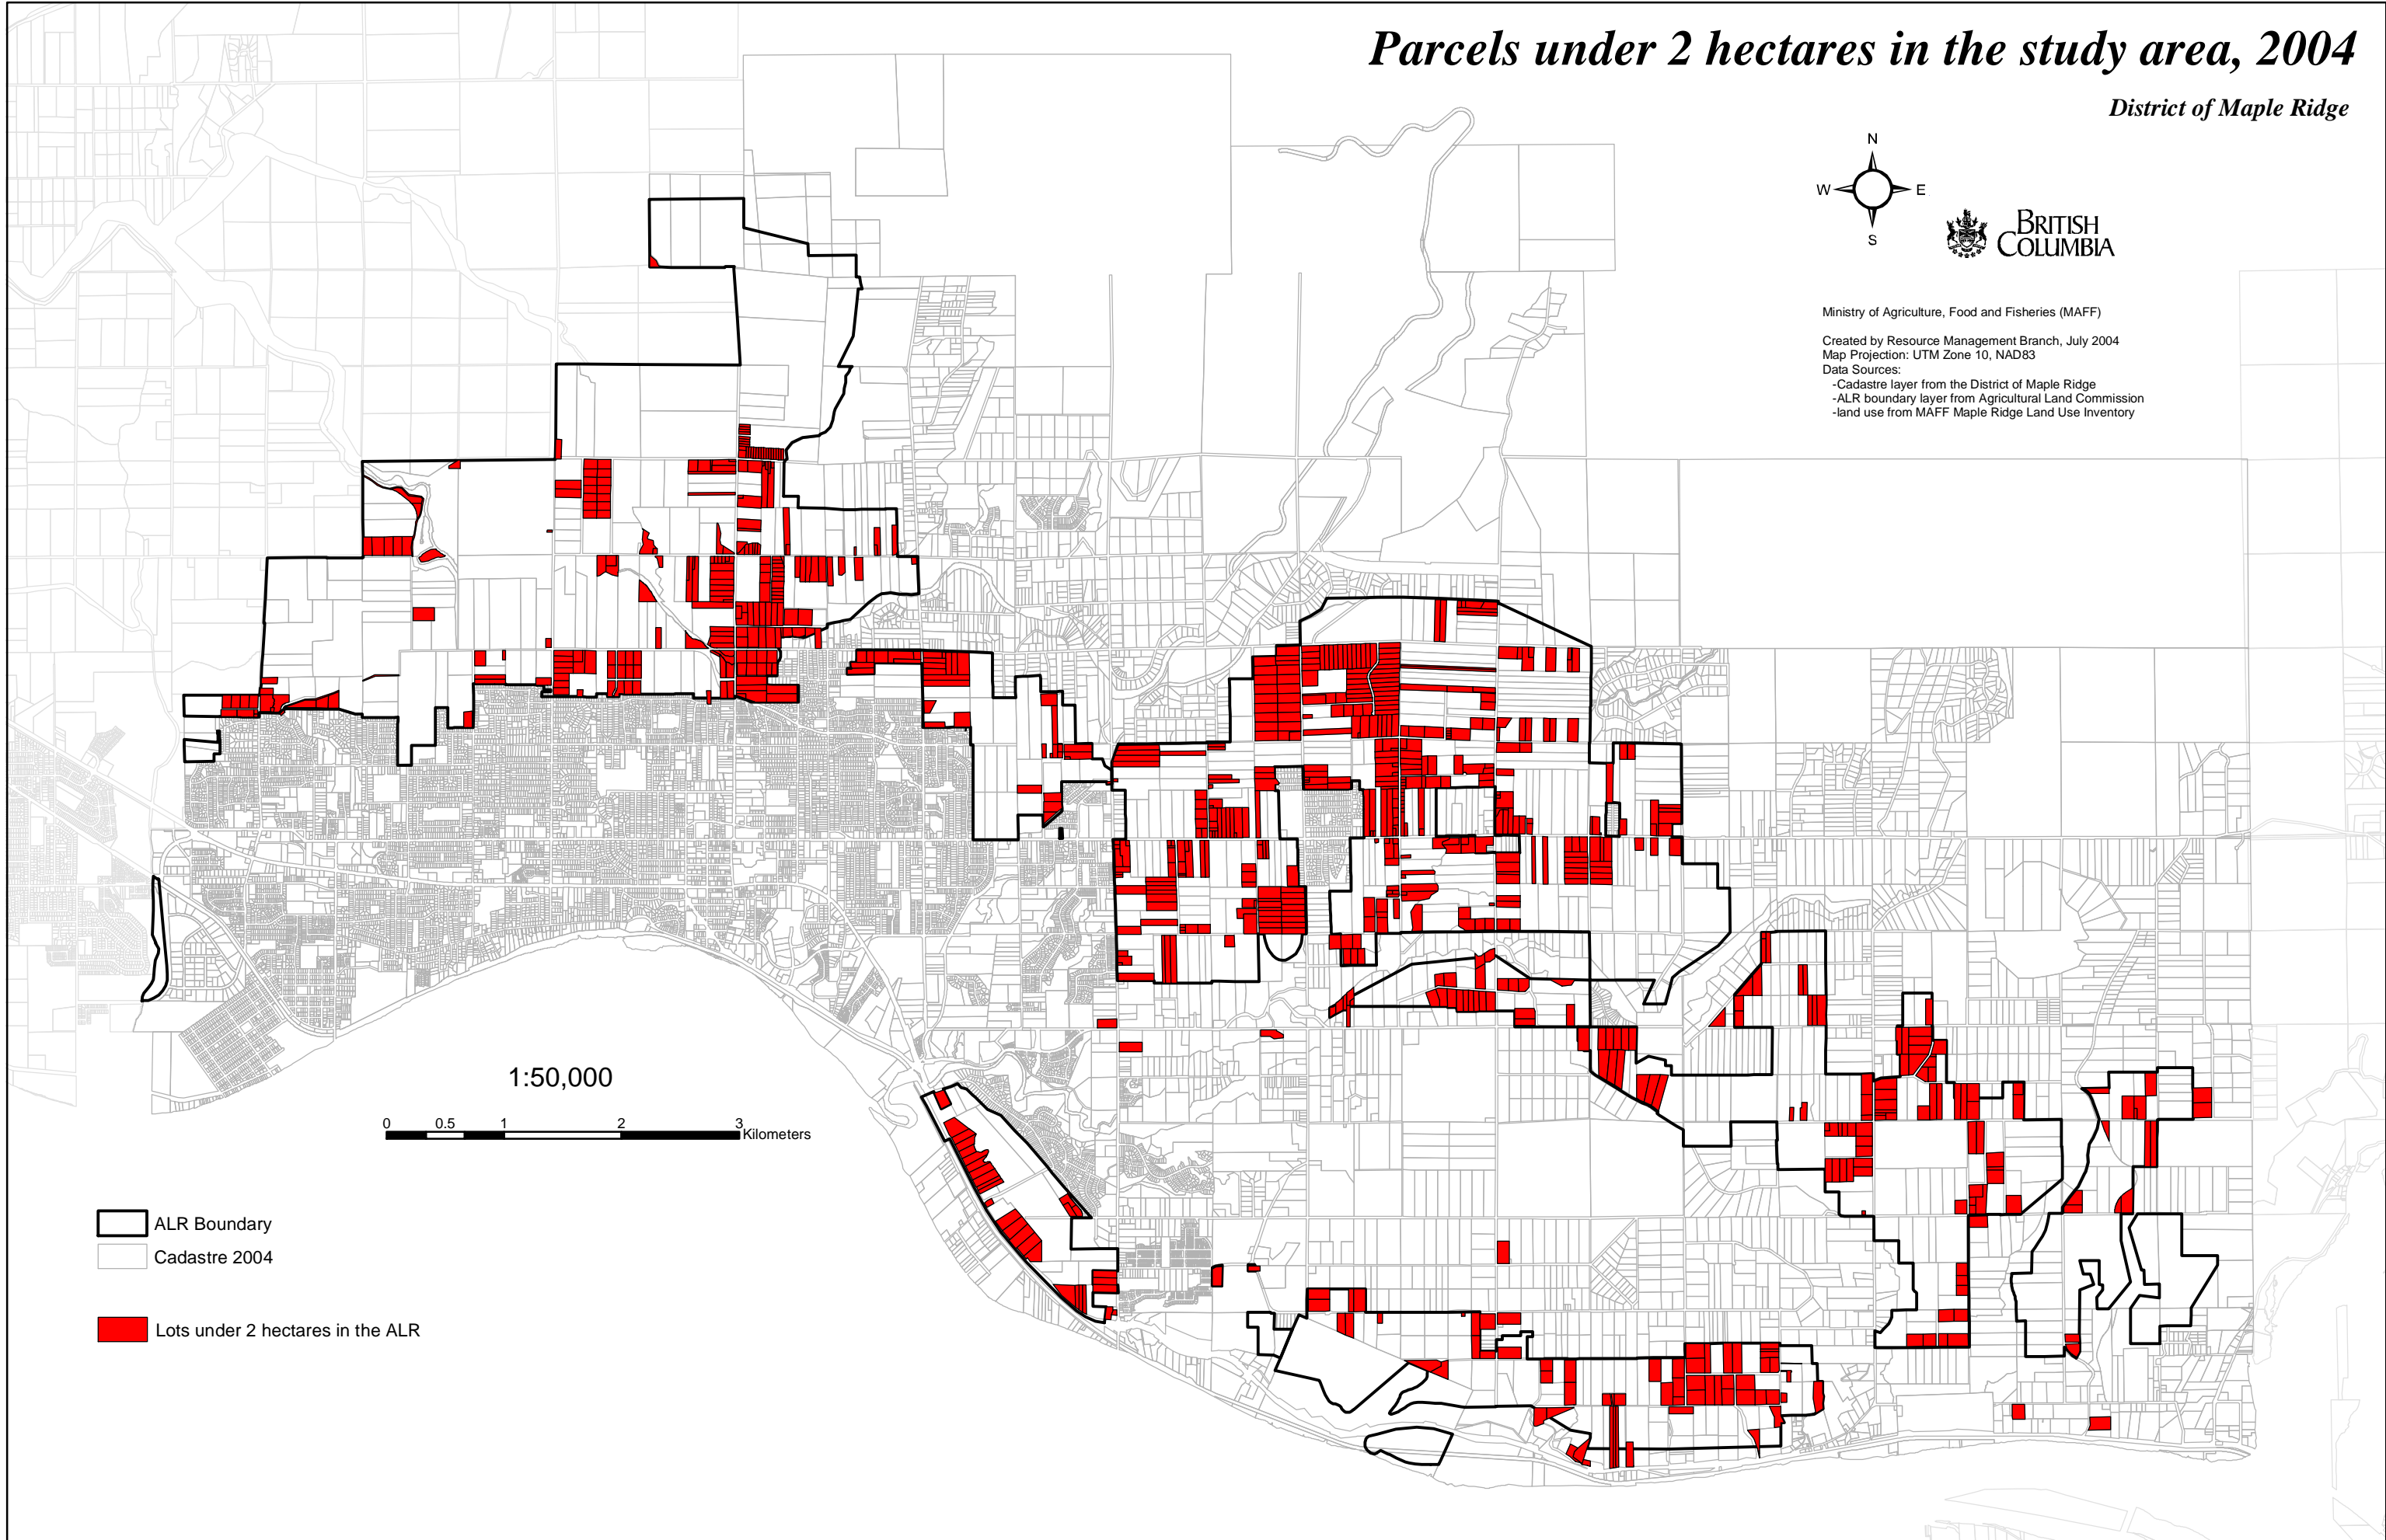 Parcels under 2 hectares in the study area, 2004
District of Maple Ridge
N
W E
S
BRITISH
COLUMBIA
Ministry of Agriculture, Food and Fisheries (MAFF)
Created by Resource Management Branch, July 2004
Map Projection: UTM Zone 10, NAD83
Data Sources:
-Cadastre layer from the District of Maple Ridge
-ALR boundary layer from Agricultural Land Commission
-land use from MAFF Maple Ridge Land Use Inventory
1:50,000
0 0.5 1 2 3
Kilometers
ALR Boundary
Cadastre 2004
Lots under 2 hectares in the ALR